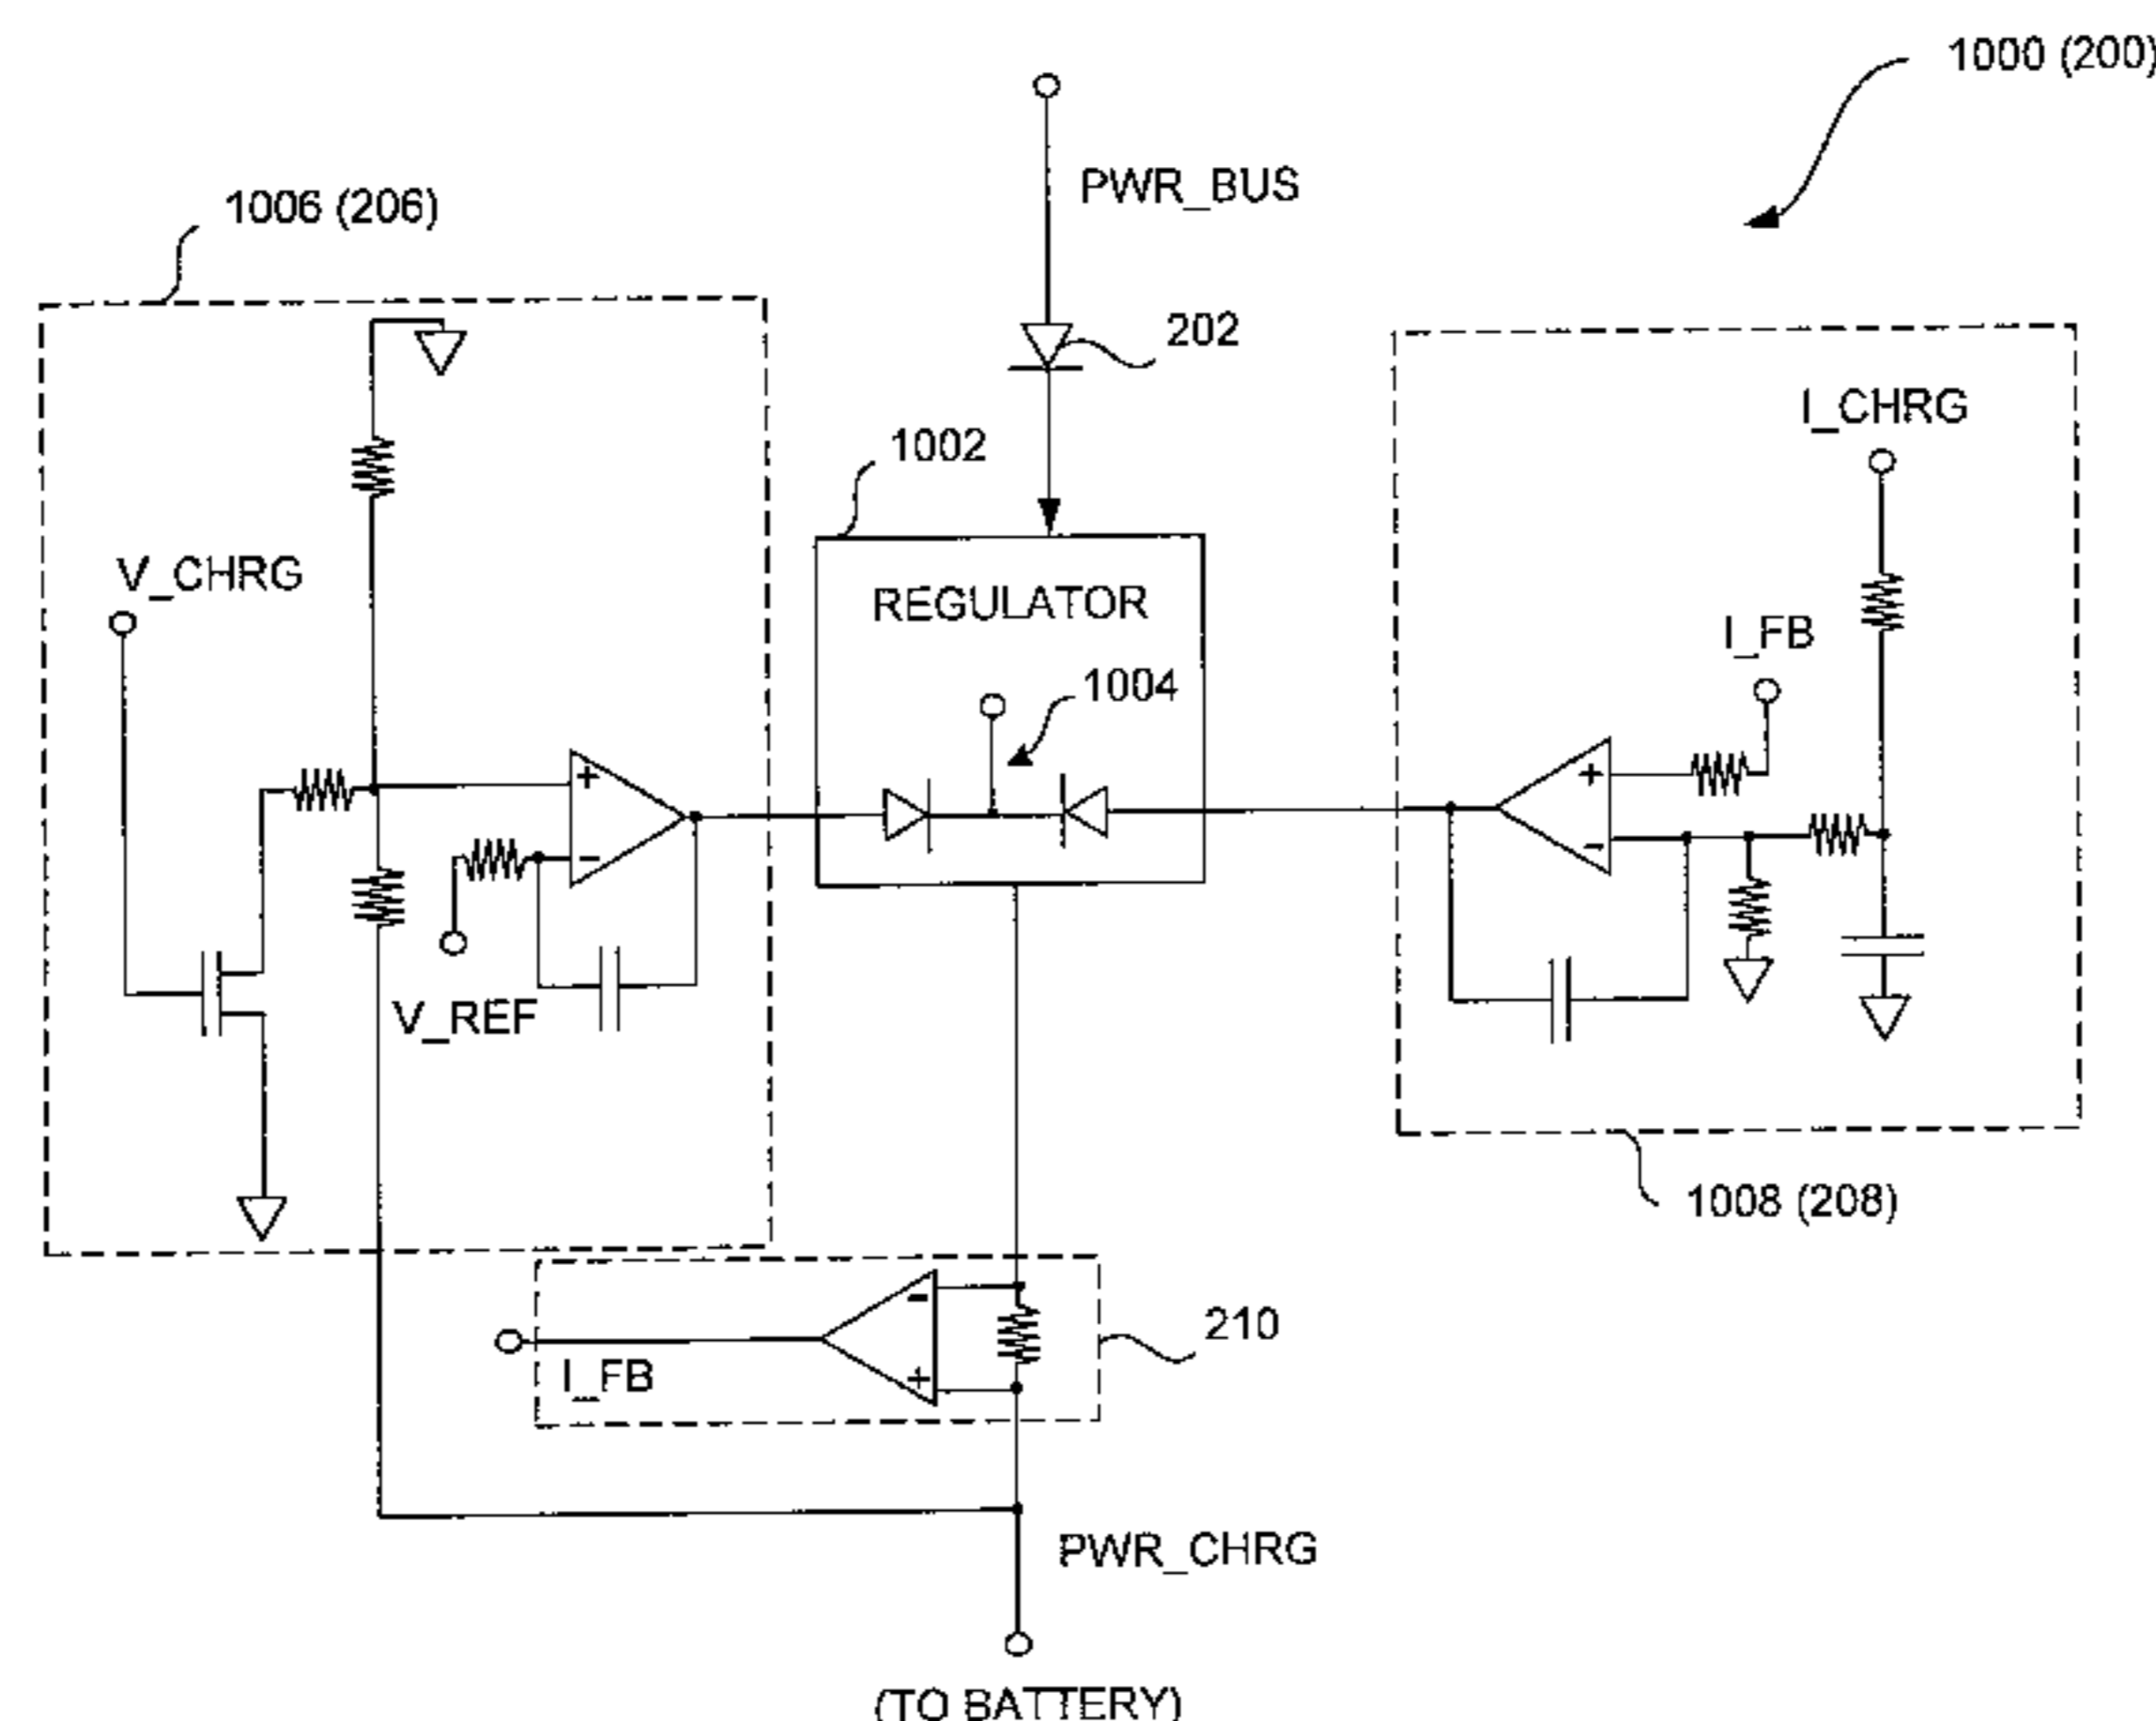 1000 (200)
PWR_BUS
1006 (206)
202
I_CHRG
1002
V_CHRG
REGULATOR
I_FB
1004
+
+
-
-
V_REF
1008 (208)
-
210
I_FB
+
PWR_CHRG
(TO BATTERY)